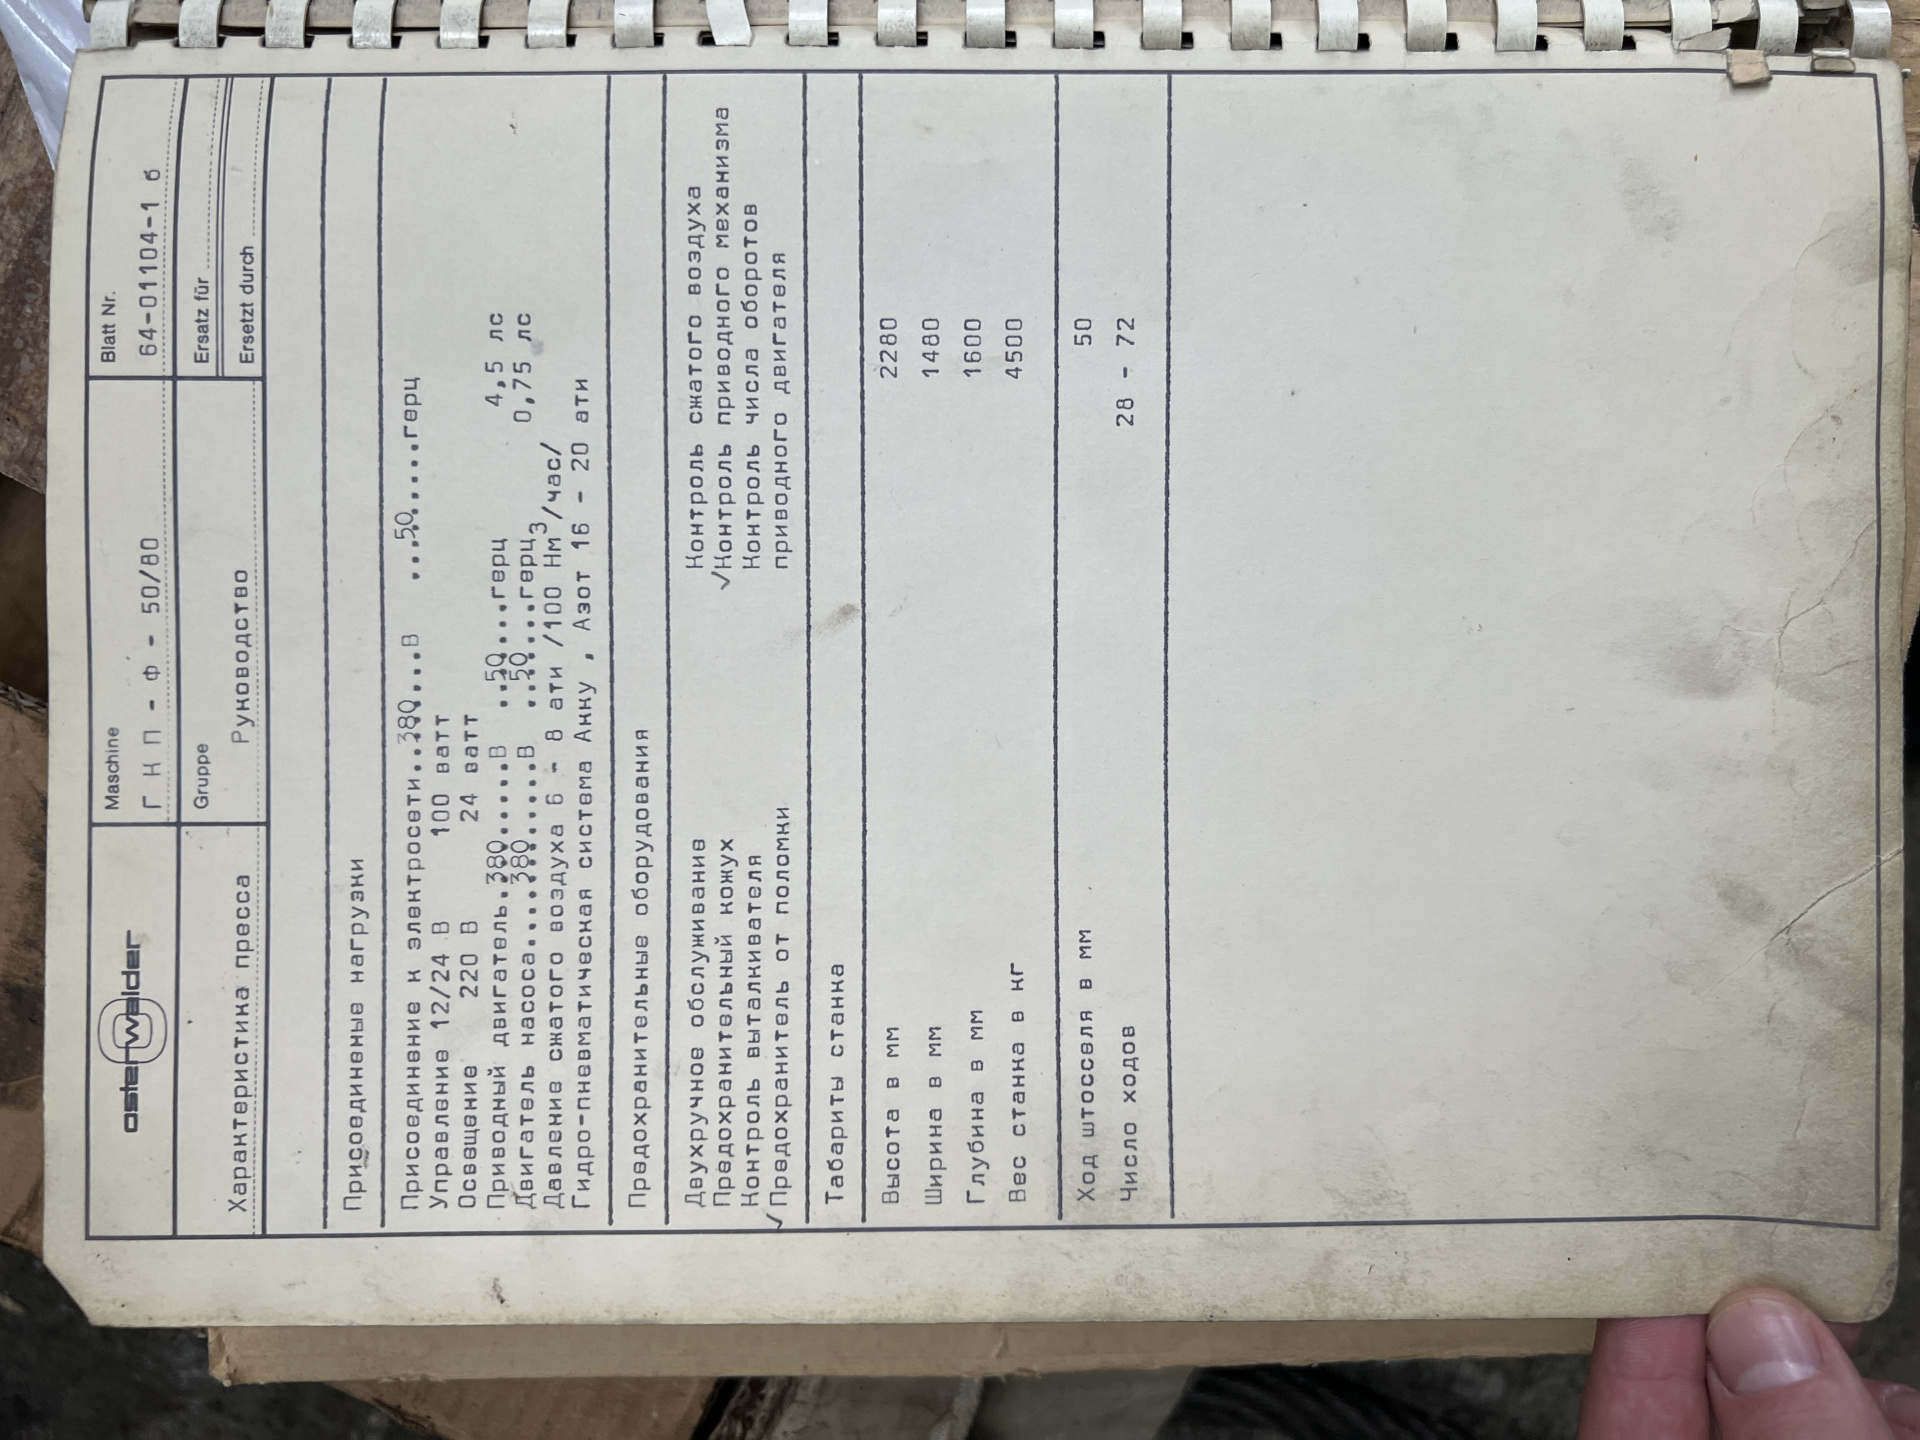 osterwalder
Maschine
Г К П - Ф - 50/80
Blatt Nr.
64-01104-1 б
Характеристика пресса
Gruppe
Руководство
Ersatz für
Ersetzt durch
Присоединеные нагрузки
Присоединение к электросети..380....В ...50.....герц
Управление 12/24 В 100 ватт
Освещение 220 В 24 ватт
Приводный двигатель.380......В ..50....герц 4,5 лс
Двигатель насоса....380......В ..50....герц 0,75 лс
Давление сжатого воздуха 6 - 8 ати /100 Нм3/час/
Гидро-пневматическая система Анку , Азот 16 - 20 ати
Предохранительные оборудования
Двухручное обслуживание Контроль сжатого воздуха
Предохранительный кожух ✓Контроль приводного механизма
Контроль выталкивателя Контроль числа оборотов
✓Предохранитель от поломки приводного двигателя
Табариты станка
Высота в мм 2280
Ширина в мм 1480
Глубина в мм 1600
Вес станка в кг 4500
Ход штосселя в мм 50
Число ходов 28 - 72